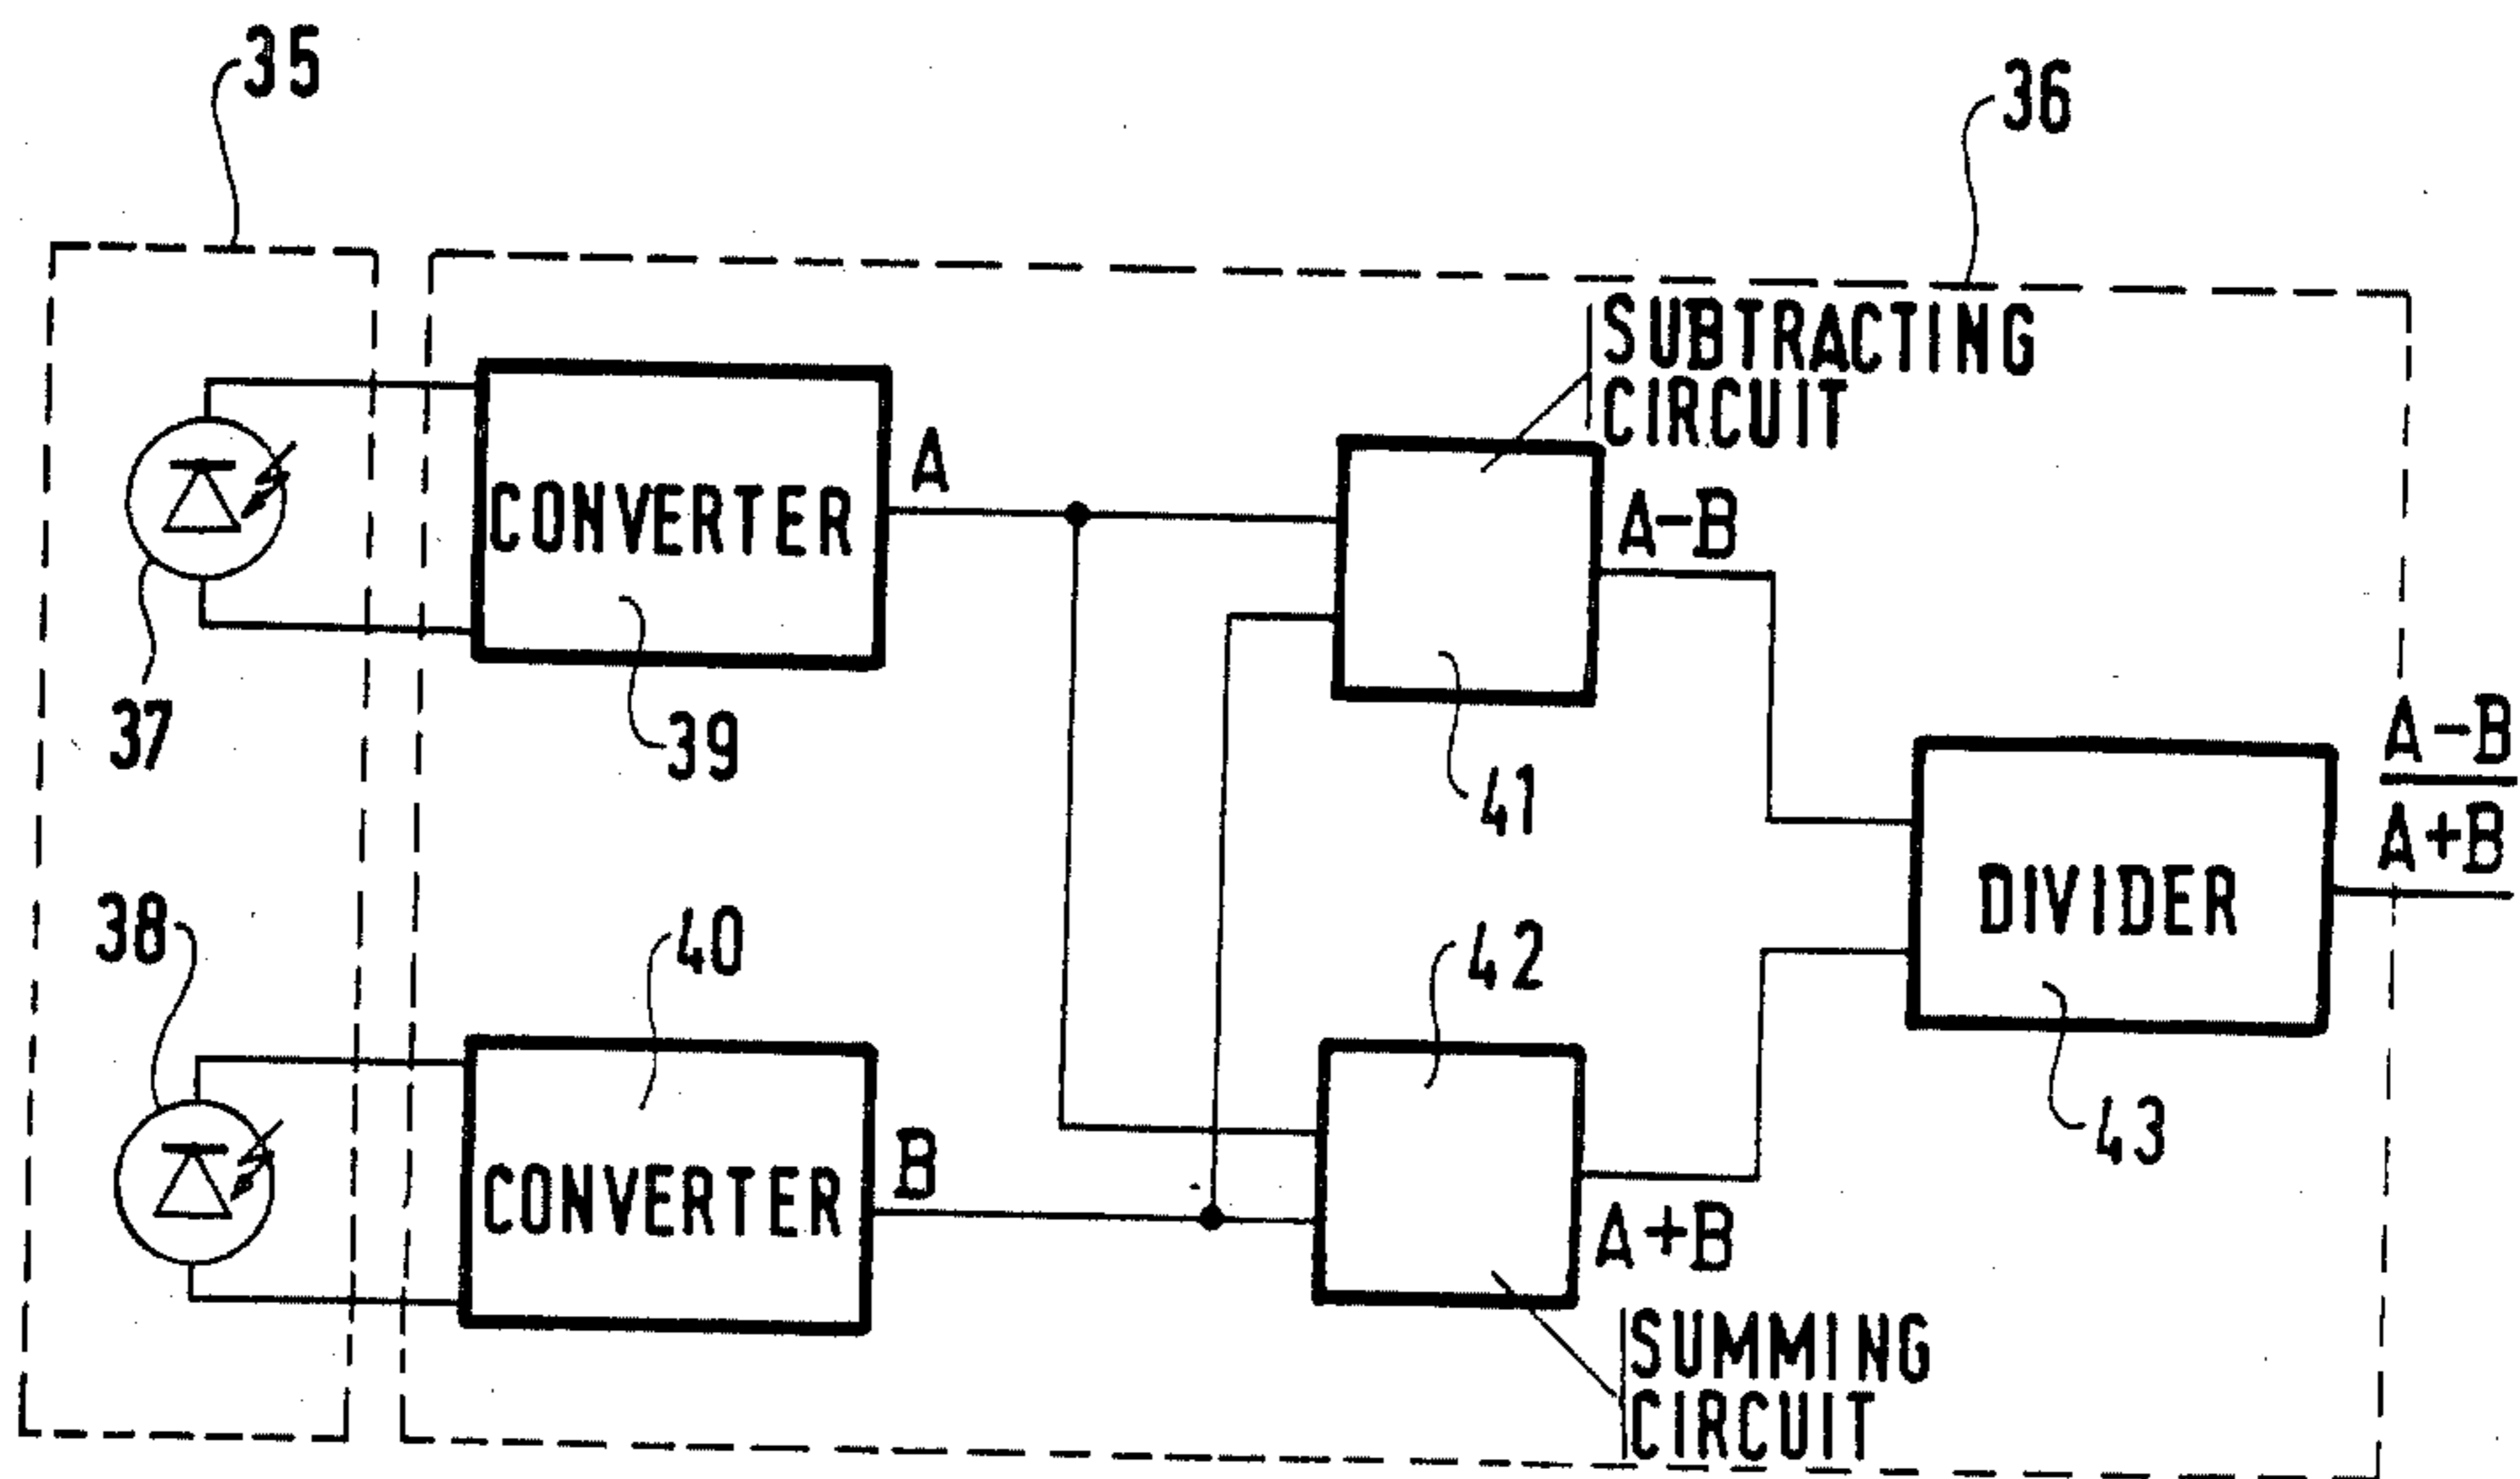 35
36
SUBTRACTING
CIRCUIT
A
CONVERTER
A-B
37
39
41
A-B
A+B
DIVIDER
38
40
42
43
B
CONVERTER
A+B
SUMMING
CIRCUIT